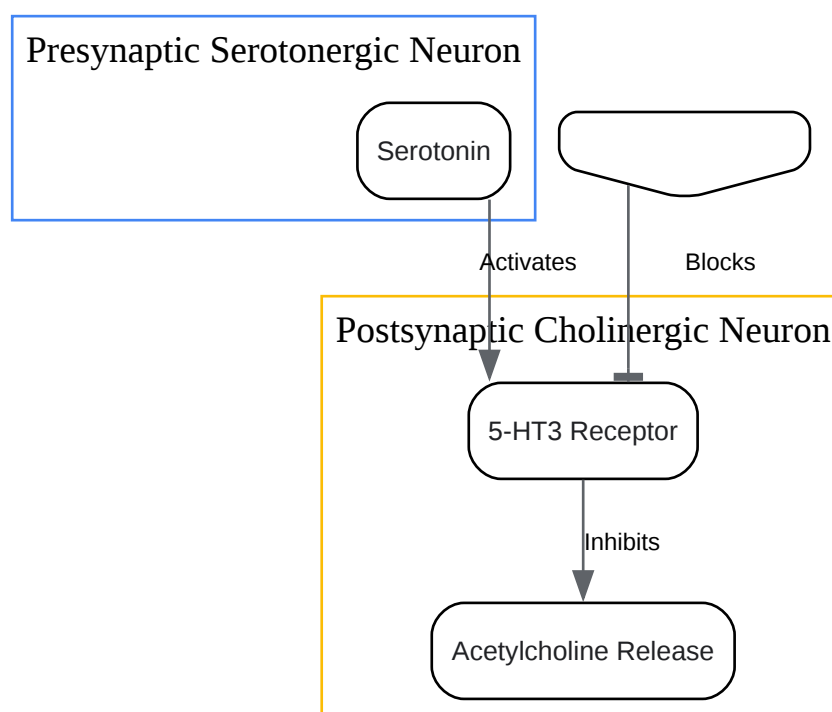 Presynaptic Serotonergic Neuron
Serotonin
Activates
Blocks
Postsynaptic Cholinergic Neuron
5-HT3 Receptor
Inhibits
Acetylcholine Release